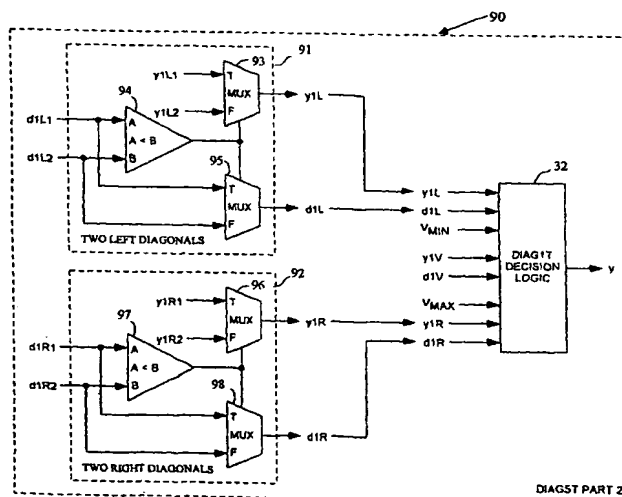 90
91
93
y1L1
T
MUX
y1L
94
y1L2
F
d1L1
A
A < B
d1L2
B
95
T
MUX
d1L
F
TWO LEFT DIAGONALS
92
96
y1R1
T
MUX
y1R
97
y1R2
F
d1R1
A
A < B
d1R2
B
98
T
MUX
d1R
F
TWO RIGHT DIAGONALS
32
y1L
d1L
VMIN
y1V
d1V
VMAX
y1R
d1R
DIAG1T
DECISION
LOGIC
y
DIAGST PART 2